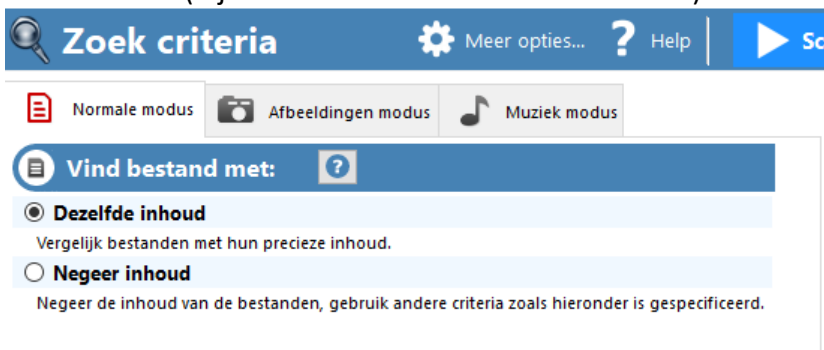 Zoek criteria Meer opties... ? Help
Normale modus Afbeeldingen modus Muziek modus
Vind bestand met: ?
Dezelfde inhoud
Vergelijk bestanden met hun precieze inhoud.
Negeer inhoud
Negeer de inhoud van de bestanden, gebruik andere criteria zoals hieronder is gespecificeerd.